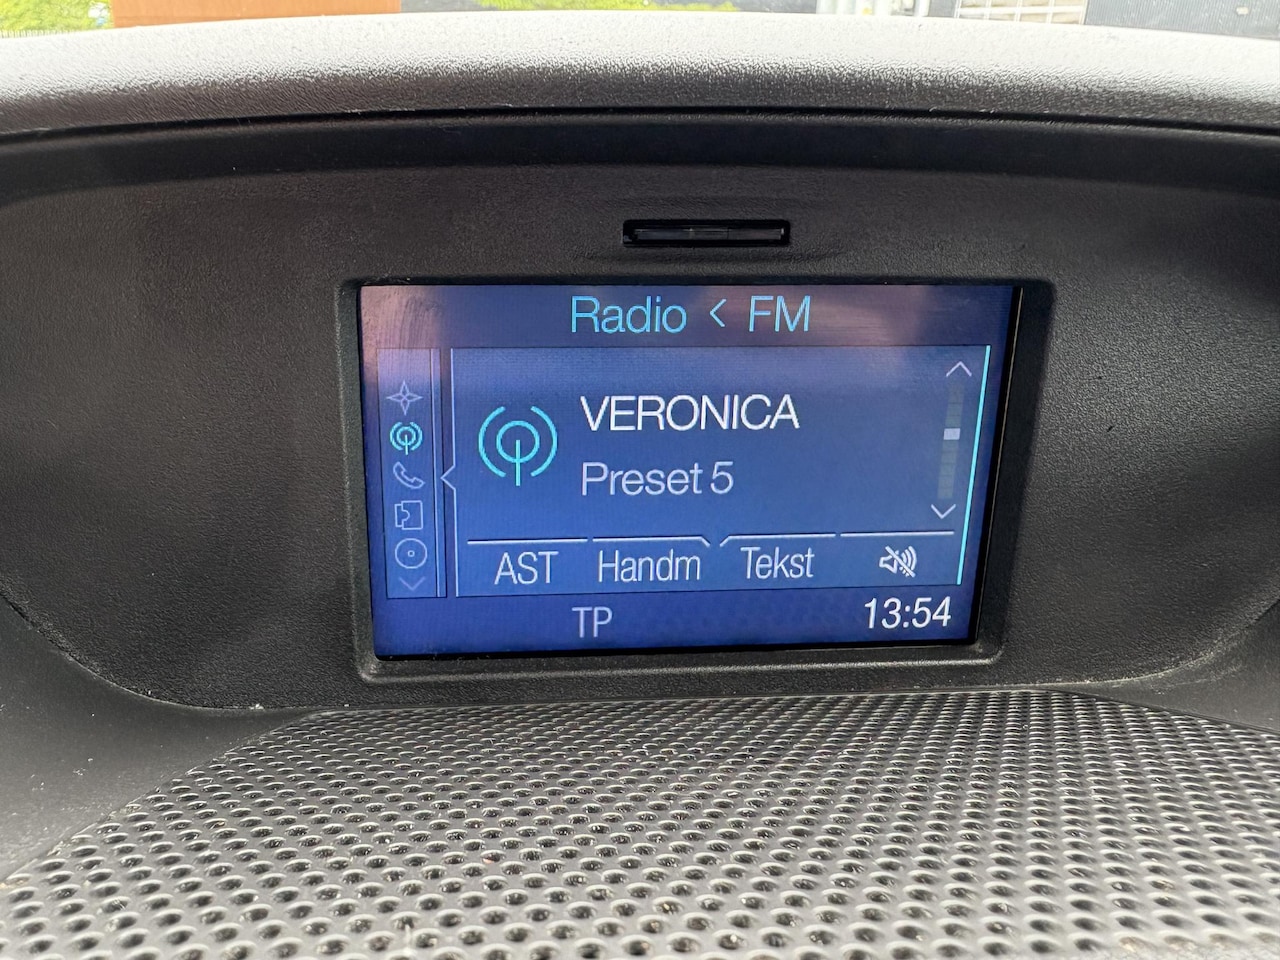 Radio < FM
VERONICA
Preset 5
AST Handm Tekst
TP 13:54